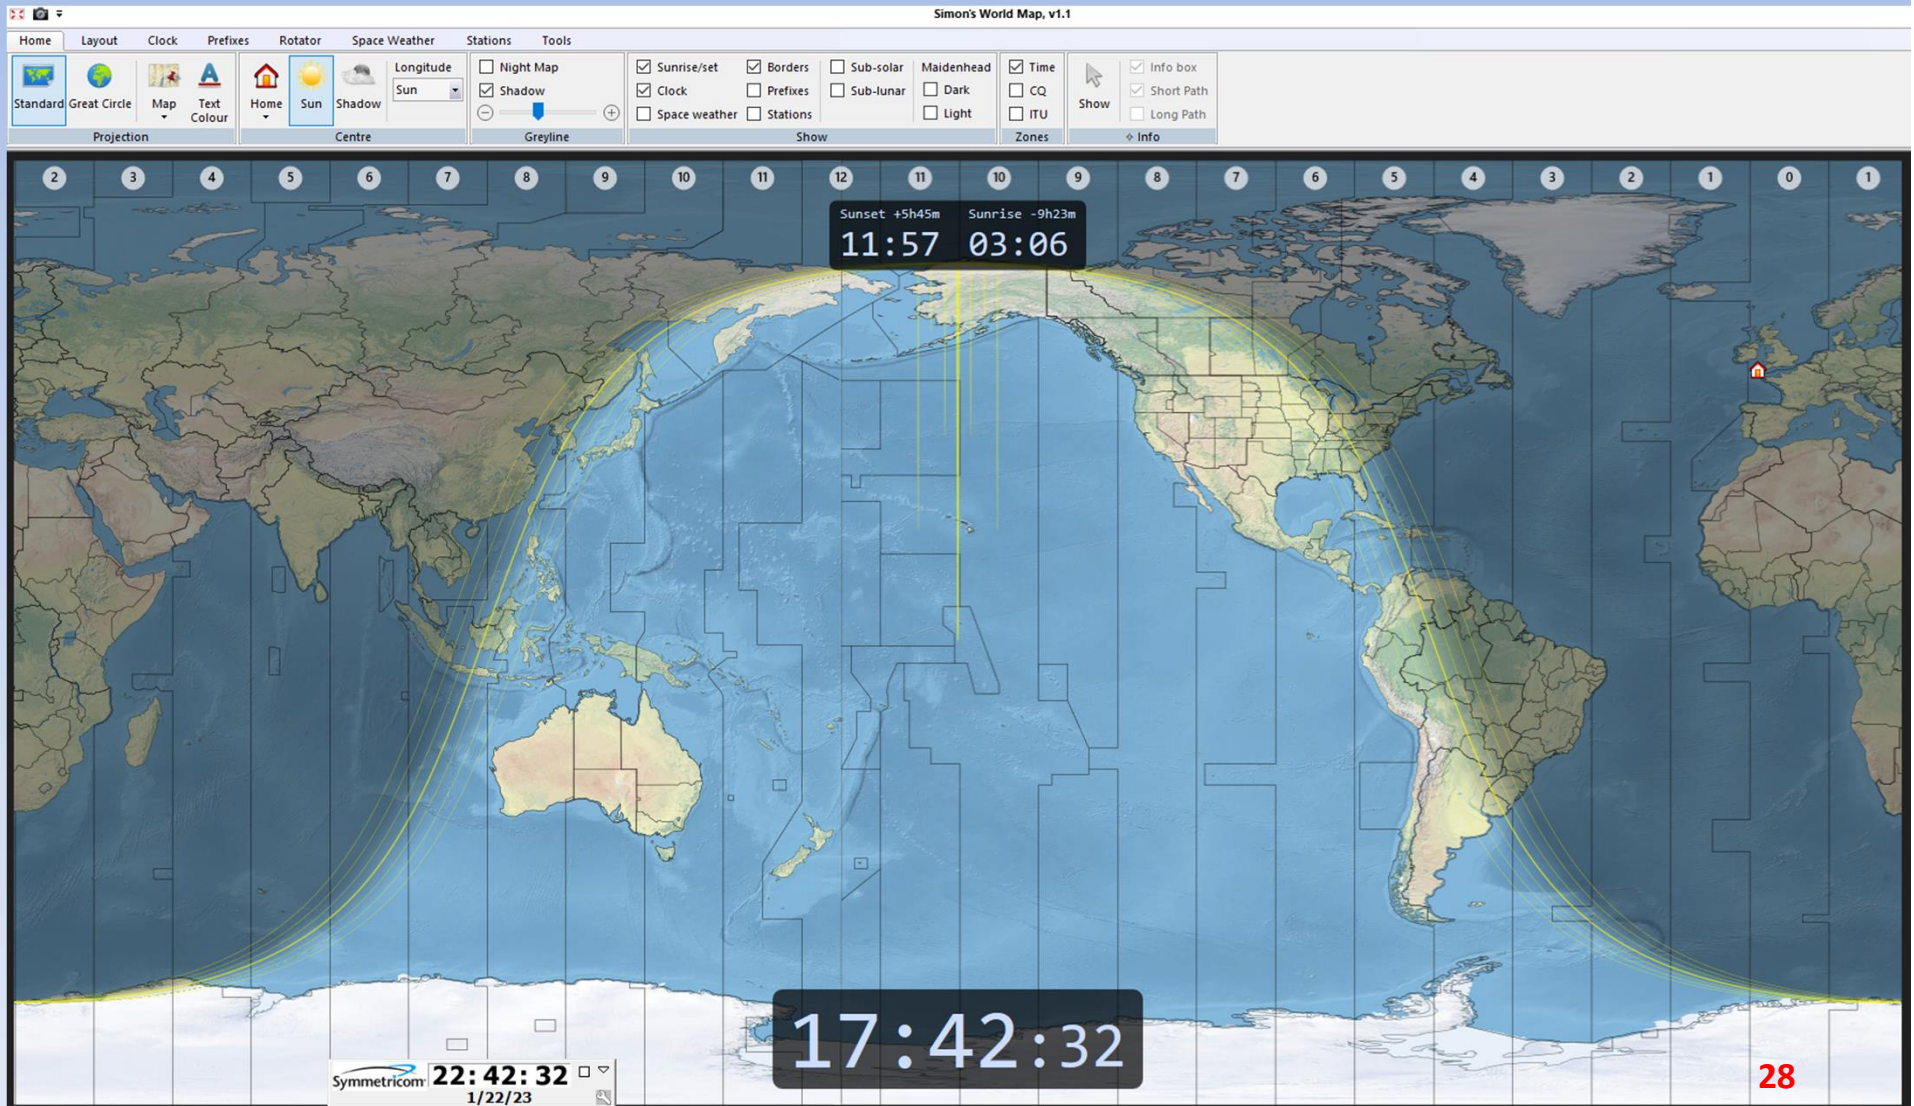 Simon's World Map, v1.1
Home Layout Clock Prefixes Rotator Space Weather Stations Tools
Longitude
Night Map
Sunrise/set Borders Sub-solar Maidenhead Time
Info box
Sun
Shadow
Clock Prefixes Sub-lunar Dark CQ
Short Path
Standard Great Circle Map Text Colour Home Sun Shadow
Show
Space weather Stations Light ITU
Long Path
Projection Centre Greyline Show Zones Info
2 3 4 5 6 7 8 9 10 11 12 11 10 9 8 7 6 5 4 3 2 1 0 1
Sunset +5h45m Sunrise -9h23m
11:57 03:06
17:42:32
Symmetricom 22:42:32
1/22/23
28